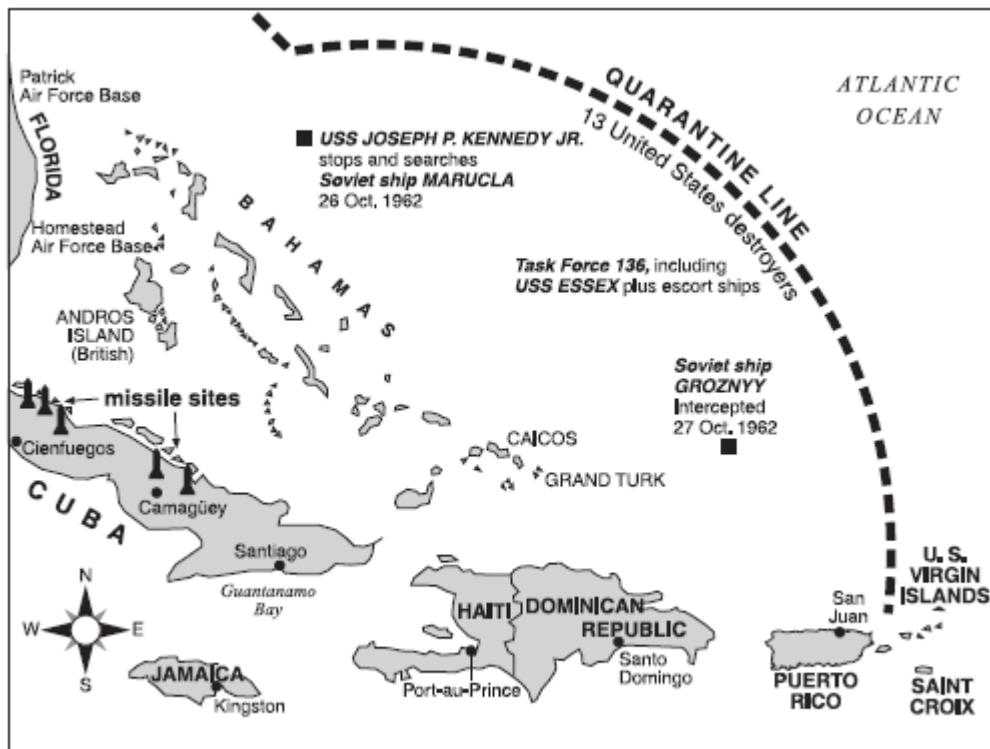 Patrick
Air Force Base
FLORIDA
Homestead
Air Force Base
BAHAMAS
ANDROS
ISLAND
(British)
USS JOSEPH P. KENNEDY JR.
stops and searches
Soviet ship MARUCLA
26 Oct. 1962
QUARANTINE LINE
13 United States destroyers
ATLANTIC
OCEAN
Task Force 136, including
USS ESSEX plus escort ships
Soviet ship
GROZNYY
Intercepted
27 Oct. 1962
missile sites
Cienfuegos
CUBA
Camagüey
Santiago
Guantanamo
Bay
CAICOS
GRAND TURK
N
W
E
S
JAMAICA
Kingston
HAITI
Port-au-Prince
DOMINICAN
REPUBLIC
Santo
Domingo
San
Juan
PUERTO
RICO
U. S.
VIRGIN
ISLANDS
SAINT
CROIX